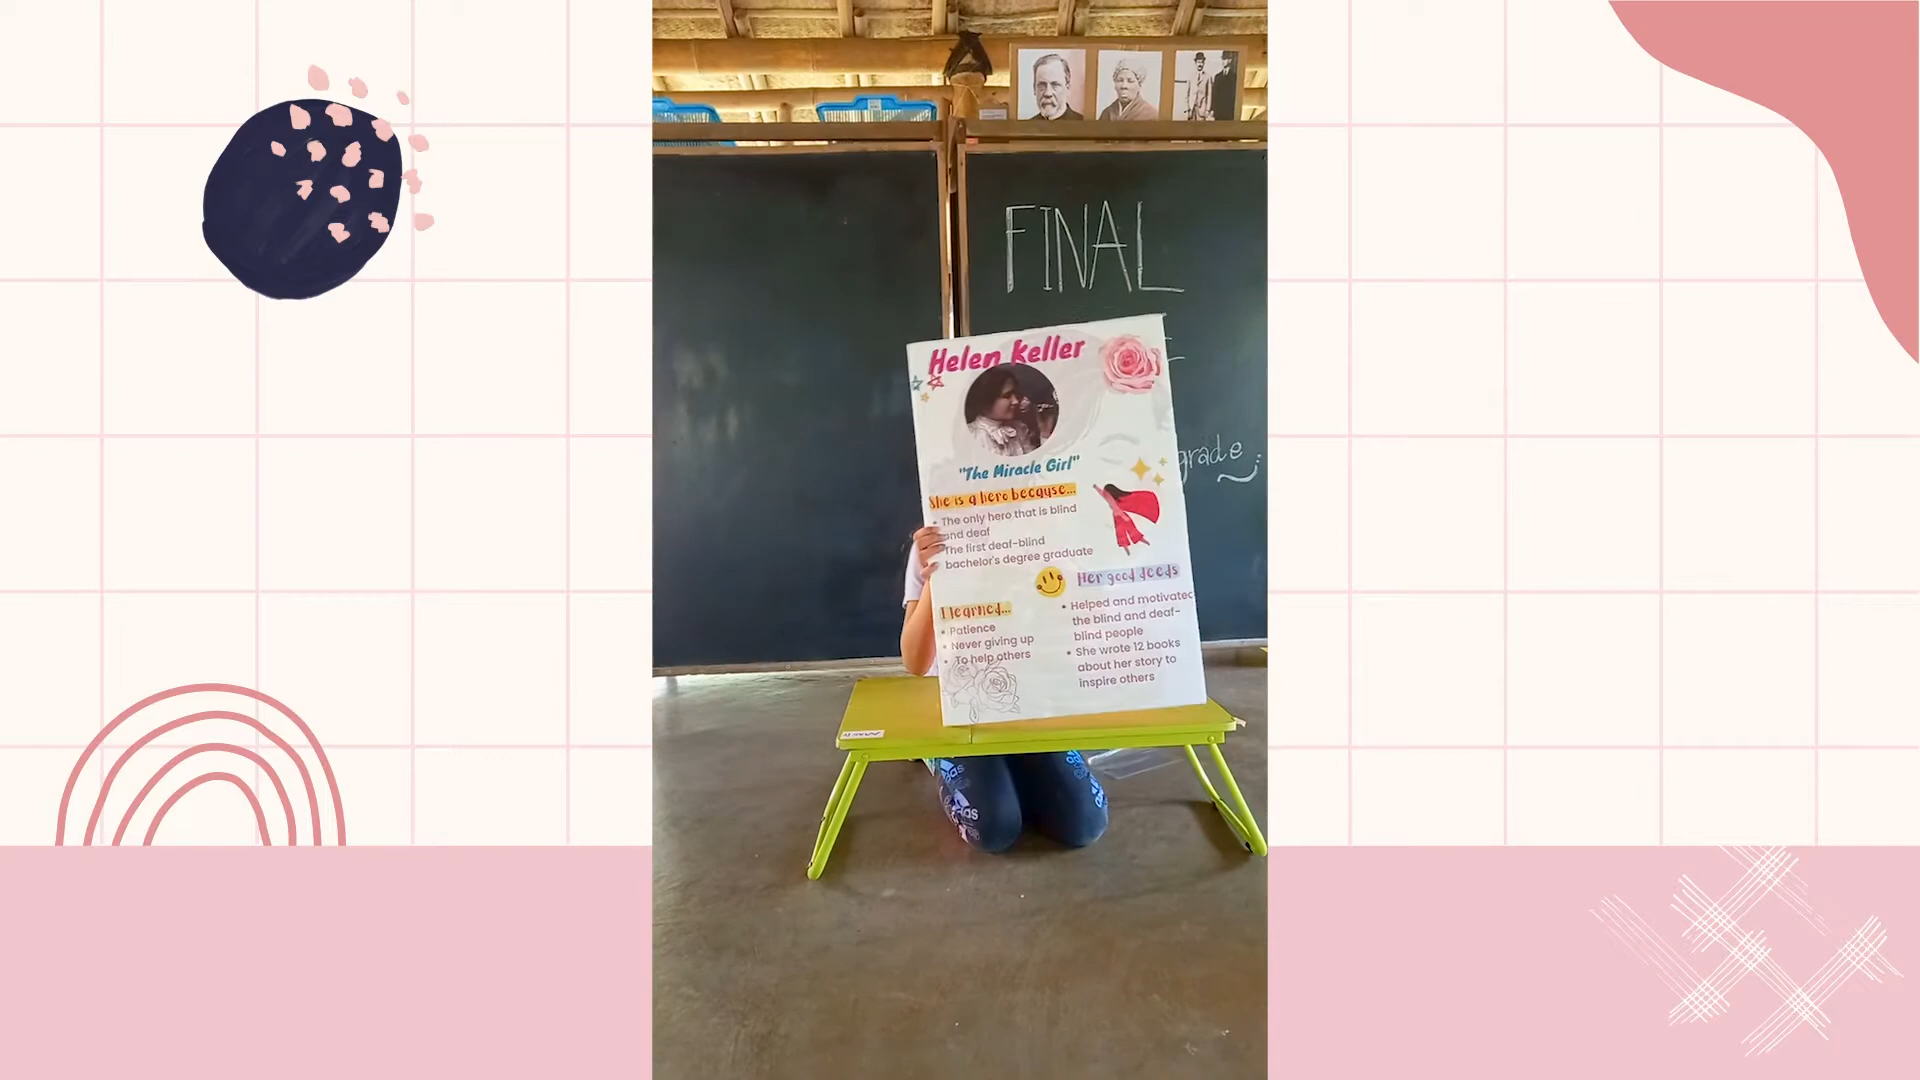 FINAL
grade
Helen Keller
"The Miracle Girl"
She is a hero because...
• The only hero that is blind
and deaf
The first deaf-blind
bachelor's degree graduate
Her good deeds
• Helped and motivated
the blind and deaf-
blind people
• She wrote 12 books
about her story to
inspire others
I learned...
• Patience
• Never giving up
• To help others
adidas